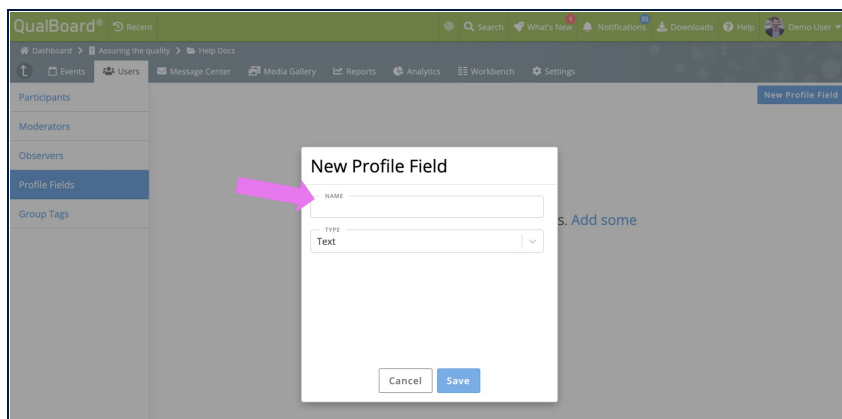 QualBoard® Recent Search What's New 1 Notifications 55 Downloads Help Demo User
Dashboard > Assuring the quality > Help Docs
Events Users Message Center Media Gallery Reports Analytics Workbench Settings
Participants
New Profile Field
Moderators
Observers
Profile Fields
Group Tags
New Profile Field
NAME
TYPE
Text
s. Add some
Cancel Save